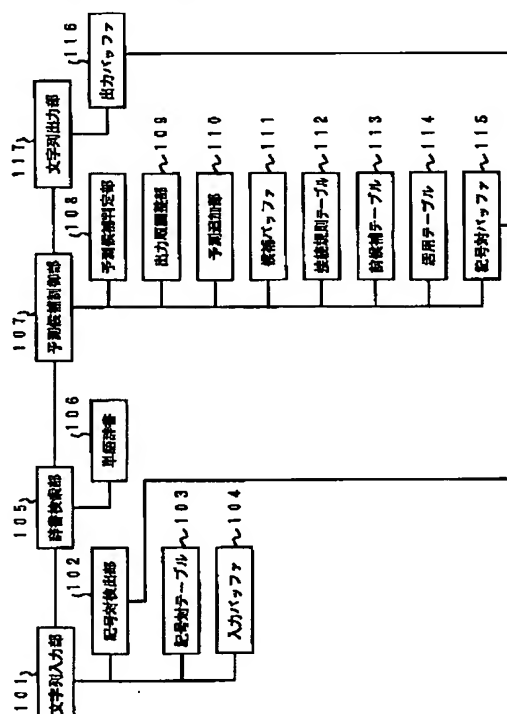 101
文字列入力部
102
記号対検出部
103
記号対テーブル
104
入力バッファ
105
辞書検索部
106
単語辞書
107
予測候補制御部
108
予測候補判定部
109
出力順調整部
110
予測追加部
111
候補バッファ
112
接続規則テーブル
113
前候補テーブル
114
活用テーブル
115
記号対バッファ
116
出力バッファ
117
文字列出力部